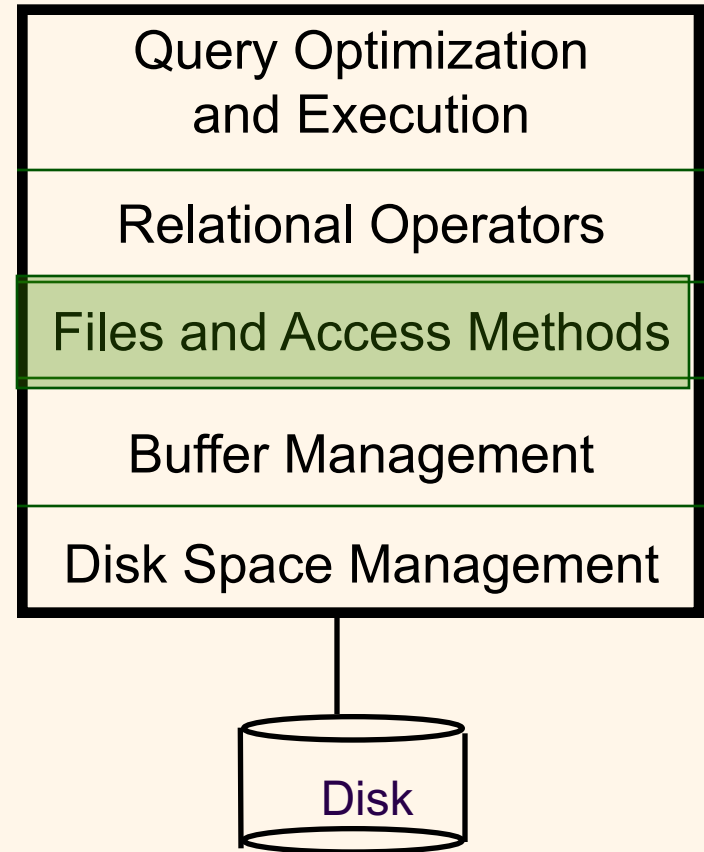 Query Optimization
and Execution
Relational Operators
Files and Access Methods
Buffer Management
Disk Space Management
Disk